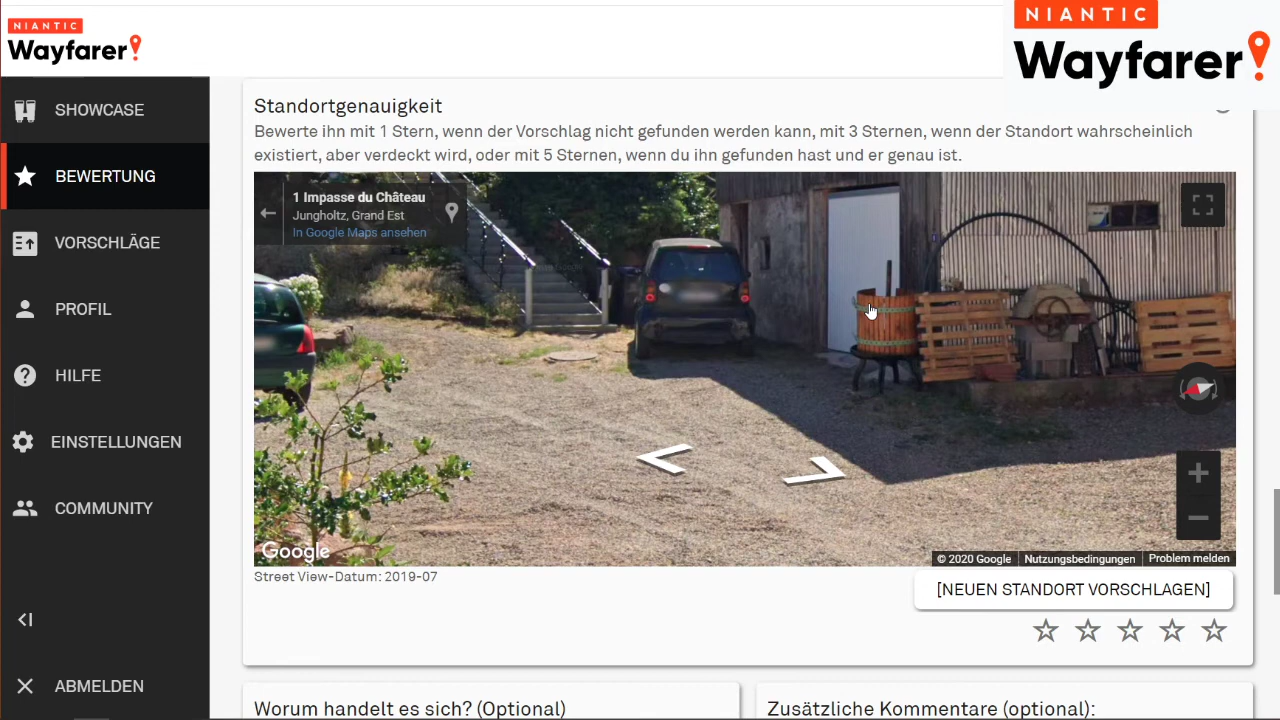 NIANTIC
Wayfarer!
NIANTIC
Wayfarer!
SHOWCASE
BEWERTUNG
VORSCHLÄGE
PROFIL
HILFE
EINSTELLUNGEN
COMMUNITY
ABMELDEN
Standortgenauigkeit
Bewerte ihn mit 1 Stern, wenn der Vorschlag nicht gefunden werden kann, mit 3 Sternen, wenn der Standort wahrscheinlich
existiert, aber verdeckt wird, oder mit 5 Sternen, wenn du ihn gefunden hast und er genau ist.
1 Impasse du Château
Jungholtz, Grand Est
In Google Maps ansehen
Google
© 2020 Google
Nutzungsbedingungen
Problem melden
Street View-Datum: 2019-07
[NEUEN STANDORT VORSCHLAGEN]
Worum handelt es sich? (Optional)
Zusätzliche Kommentare (optional):